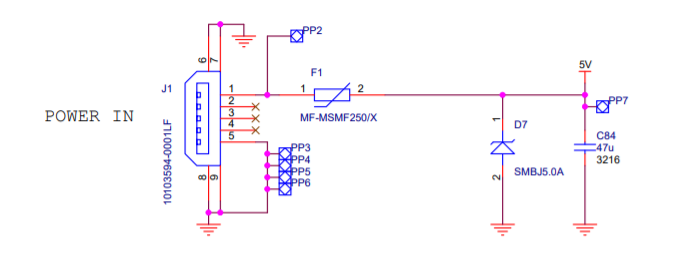 PP2
6
7
5V
J1
F1
1
1
2
PP7
2
3
MF-MSMF250/X
1
D7
C84
POWER IN
4
47u
5
3216
PP3
PP4
SMBJ5.0A
PP5
2
PP6
10103594-0001LF
8
9